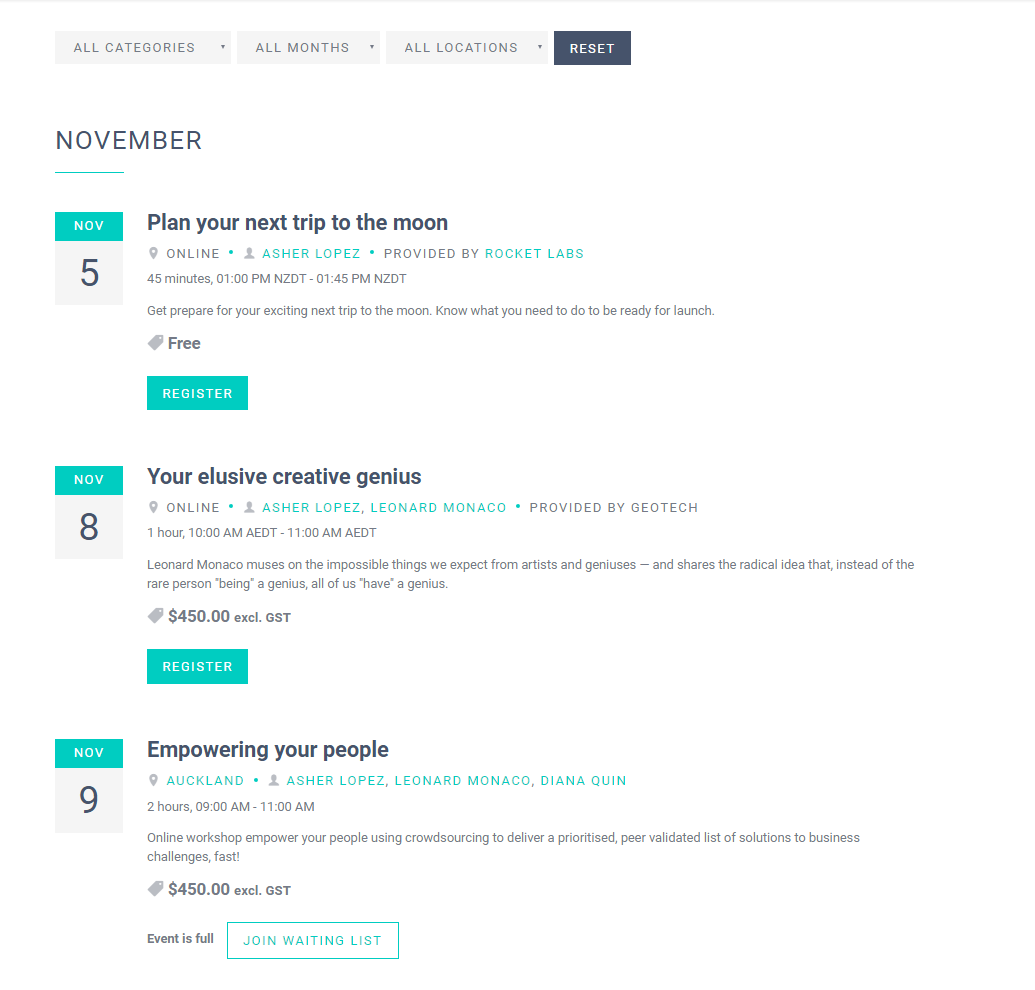 ALL CATEGORIES ALL MONTHS ALL LOCATIONS RESET
NOVEMBER
NOV
5
Plan your next trip to the moon
ONLINE • ASHER LOPEZ • PROVIDED BY ROCKET LABS
45 minutes, 01:00 PM NZDT - 01:45 PM NZDT
Get prepare for your exciting next trip to the moon. Know what you need to do to be ready for launch.
Free
REGISTER
NOV
8
Your elusive creative genius
ONLINE • ASHER LOPEZ, LEONARD MONACO • PROVIDED BY GEOTECH
1 hour, 10:00 AM AEDT - 11:00 AM AEDT
Leonard Monaco muses on the impossible things we expect from artists and geniuses — and shares the radical idea that, instead of the
rare person "being" a genius, all of us "have" a genius.
$450.00 excl. GST
REGISTER
NOV
9
Empowering your people
AUCKLAND • ASHER LOPEZ, LEONARD MONACO, DIANA QUIN
2 hours, 09:00 AM - 11:00 AM
Online workshop empower your people using crowdsourcing to deliver a prioritised, peer validated list of solutions to business
challenges, fast!
$450.00 excl. GST
Event is full JOIN WAITING LIST